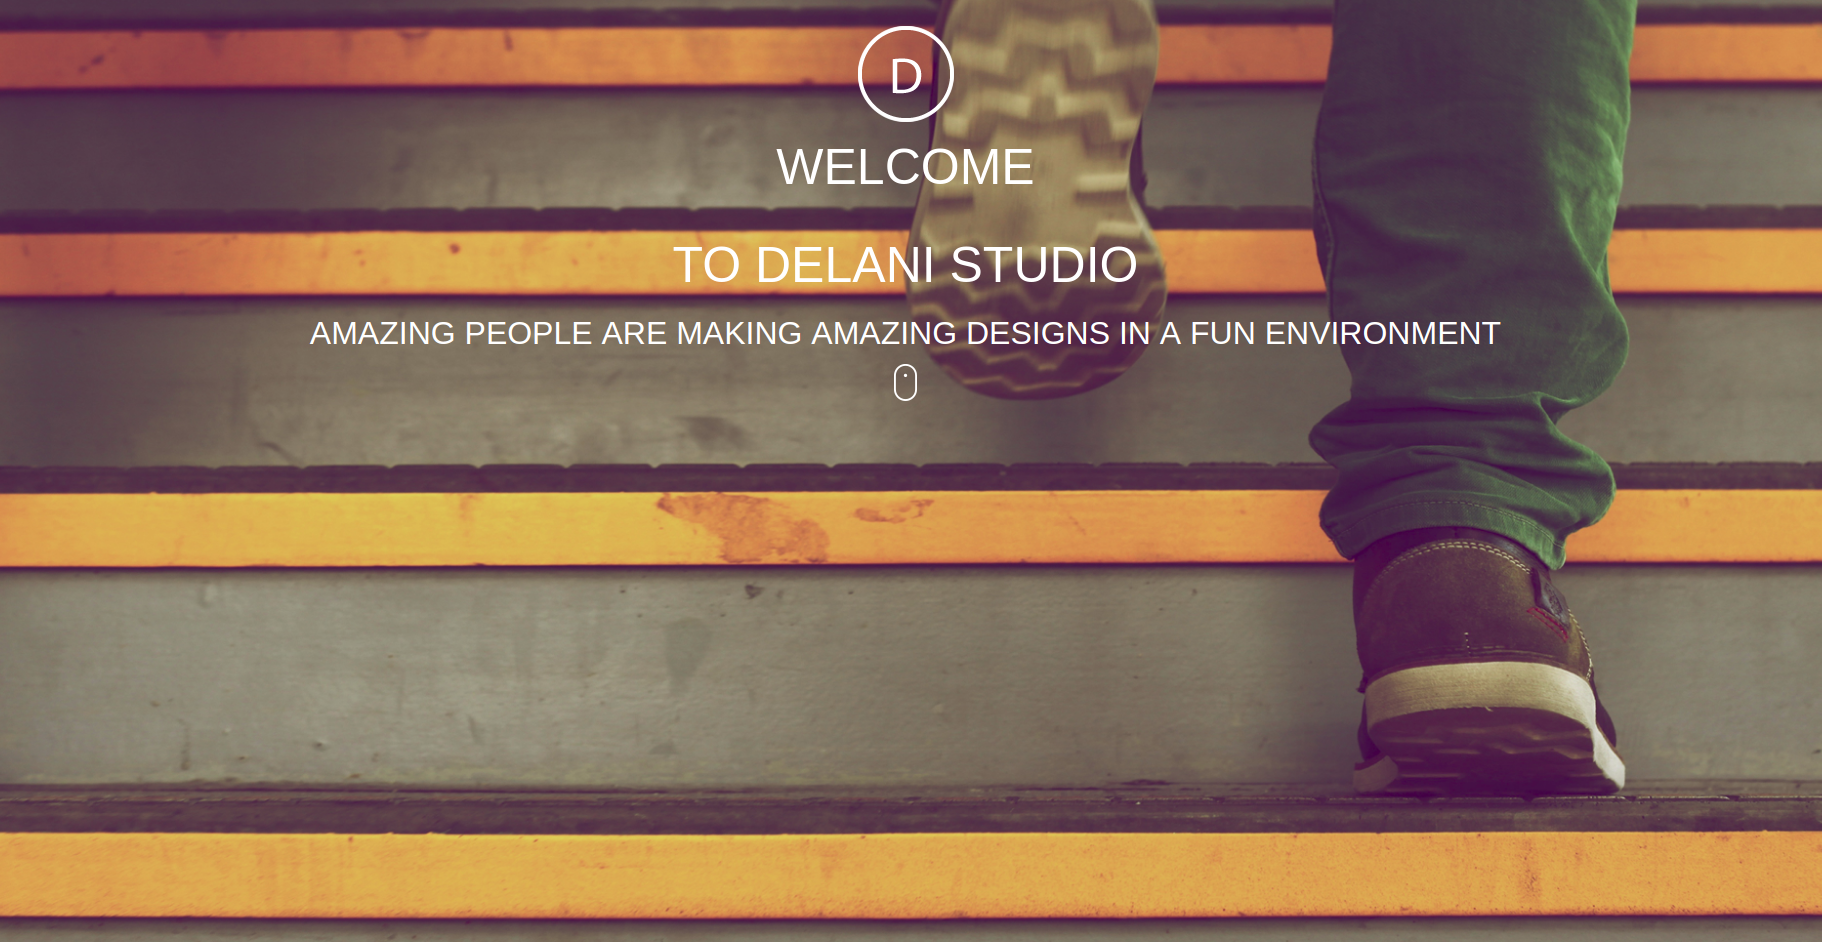 D
WELCOME
TO DELANI STUDIO
AMAZING PEOPLE ARE MAKING AMAZING DESIGNS IN A FUN ENVIRONMENT